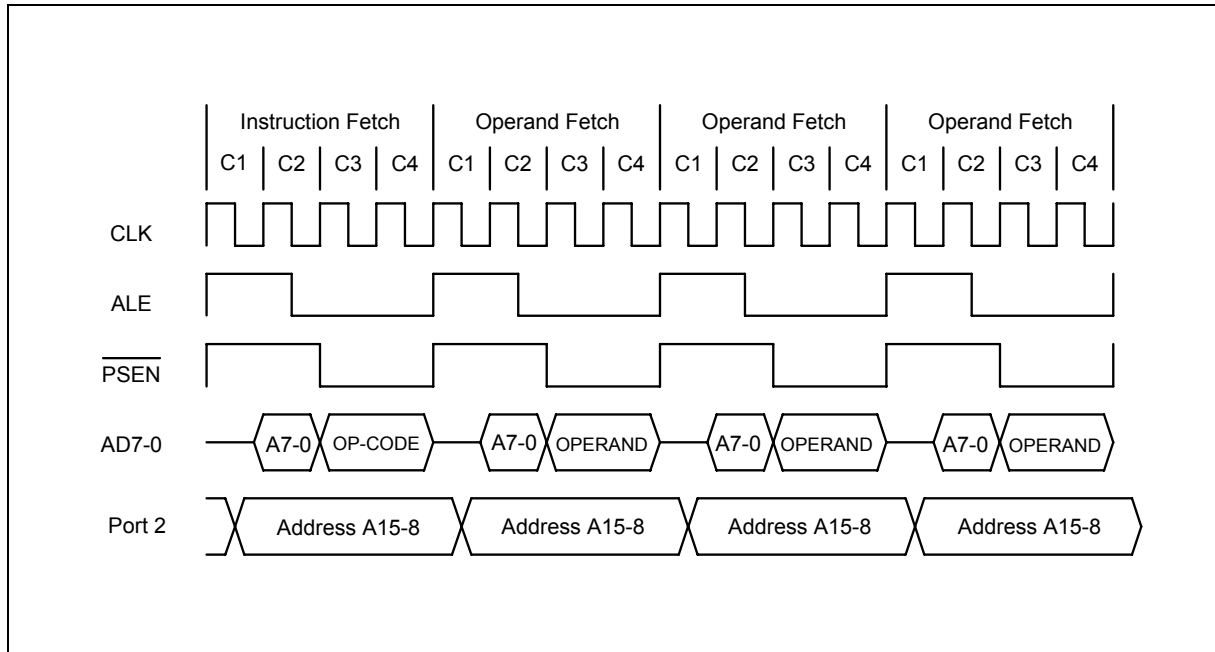 Instruction Fetch Operand Fetch Operand Fetch Operand Fetch
C1 C2 C3 C4 C1 C2 C3 C4 C1 C2 C3 C4 C1 C2 C3 C4
CLK
ALE
PSEN
AD7-0 A7-0 OP-CODE A7-0 OPERAND A7-0 OPERAND A7-0 OPERAND
Port 2 Address A15-8 Address A15-8 Address A15-8 Address A15-8